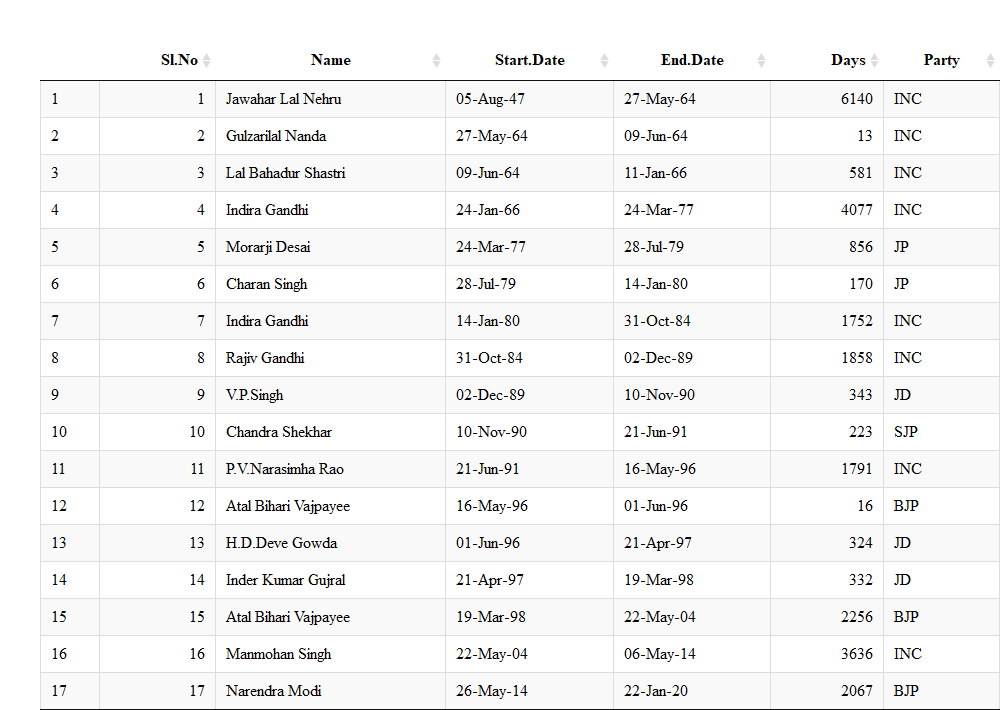 Sl.No Name Start.Date End.Date Days Party
1 1 Jawahar Lal Nehru 05-Aug-47 27-May-64 6140 INC
2 2 Gulzarilal Nanda 27-May-64 09-Jun-64 13 INC
3 3 Lal Bahadur Shastri 09-Jun-64 11-Jan-66 581 INC
4 4 Indira Gandhi 24-Jan-66 24-Mar-77 4077 INC
5 5 Morarji Desai 24-Mar-77 28-Jul-79 856 JP
6 6 Charan Singh 28-Jul-79 14-Jan-80 170 JP
7 7 Indira Gandhi 14-Jan-80 31-Oct-84 1752 INC
8 8 Rajiv Gandhi 31-Oct-84 02-Dec-89 1858 INC
9 9 V.P.Singh 02-Dec-89 10-Nov-90 343 JD
10 10 Chandra Shekhar 10-Nov-90 21-Jun-91 223 SJP
11 11 P.V.Narasimha Rao 21-Jun-91 16-May-96 1791 INC
12 12 Atal Bihari Vajpayee 16-May-96 01-Jun-96 16 BJP
13 13 H.D.Deve Gowda 01-Jun-96 21-Apr-97 324 JD
14 14 Inder Kumar Gujral 21-Apr-97 19-Mar-98 332 JD
15 15 Atal Bihari Vajpayee 19-Mar-98 22-May-04 2256 BJP
16 16 Manmohan Singh 22-May-04 06-May-14 3636 INC
17 17 Narendra Modi 26-May-14 22-Jan-20 2067 BJP